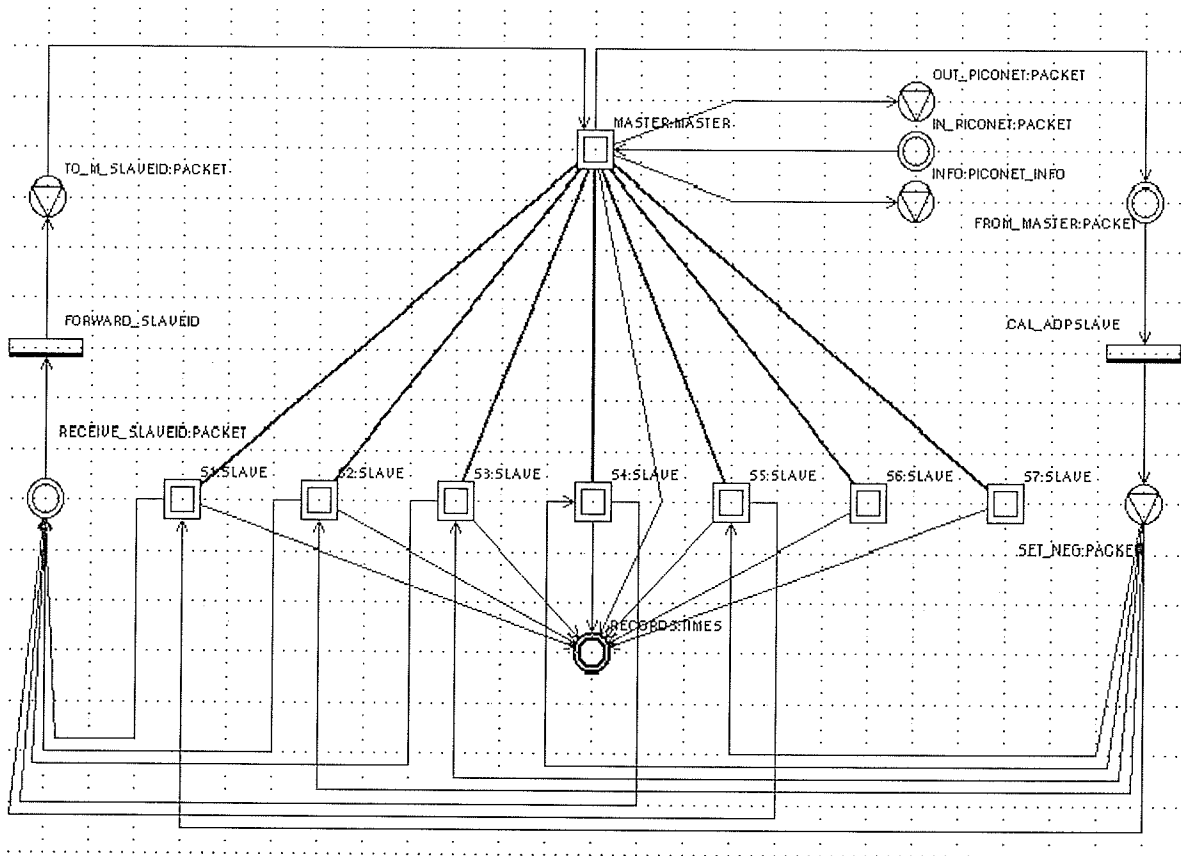 OUT_PICONET:PACKET
MASTER:MASTER
IN_PICONET:PACKET
TO_M_SLAVEID:PACKET
INFO:PICONET_INFO
FROM_MASTER:PACKET
FORWARD_SLAVEID
CAL_ADPSLAVE
RECEIVE_SLAVEID:PACKET
S1:SLAVE
S2:SLAVE
S3:SLAVE
S4:SLAVE
S5:SLAVE
S6:SLAVE
S7:SLAVE
SET_NEG:PACKET
RECORDS:TIMES